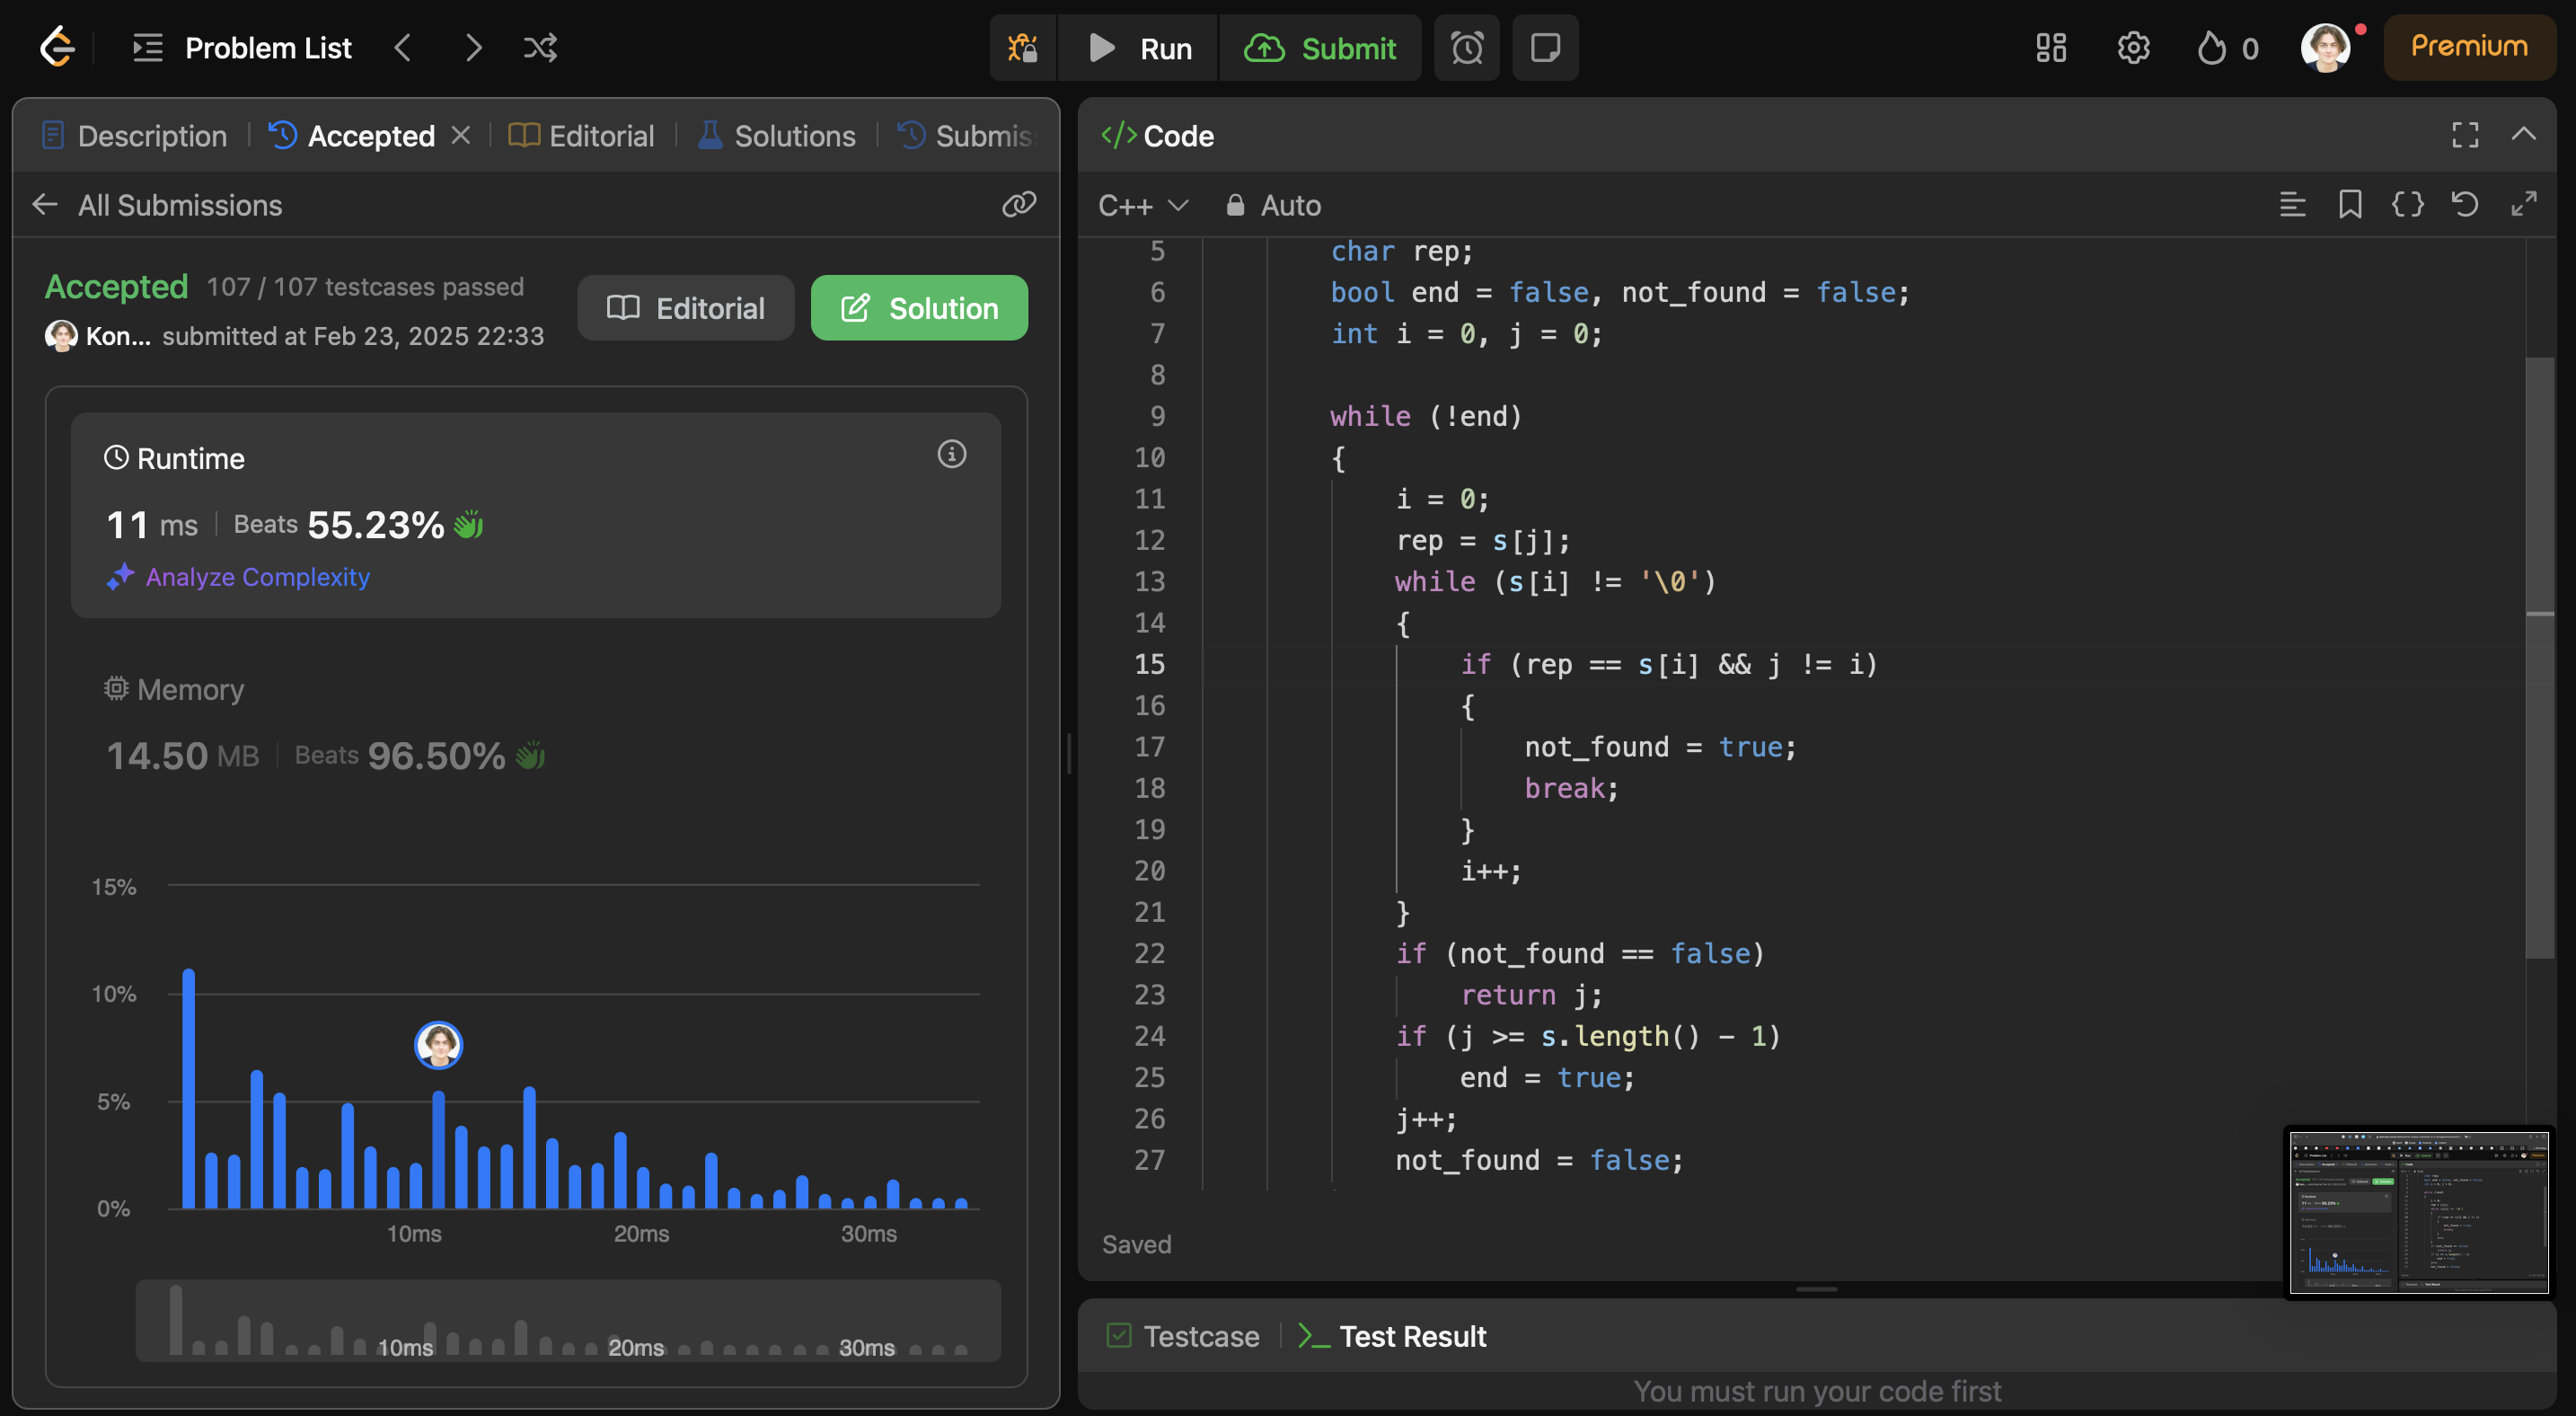 Problem List
Run
Submit
0
Premium
Description
Accepted
Editorial
Solutions
Submis
All Submissions
Accepted 107 / 107 testcases passed
Kon... submitted at Feb 23, 2025 22:33
Editorial
Solution
Runtime
11 ms Beats 55.23%
Analyze Complexity
Memory
14.50 MB Beats 96.50%
15%
10%
5%
0%
10ms 20ms 30ms
10ms 20ms 30ms
</> Code
C++ Auto
5 char rep;
6 bool end = false, not_found = false;
7 int i = 0, j = 0;
8
9 while (!end)
10 {
11 i = 0;
12 rep = s[j];
13 while (s[i] != '\0')
14 {
15 if (rep == s[i] && j != i)
16 {
17 not_found = true;
18 break;
19 }
20 i++;
21 }
22 if (not_found == false)
23 return j;
24 if (j >= s.length() - 1)
25 end = true;
26 j++;
27 not_found = false;
Saved
Testcase
>_ Test Result
You must run your code first